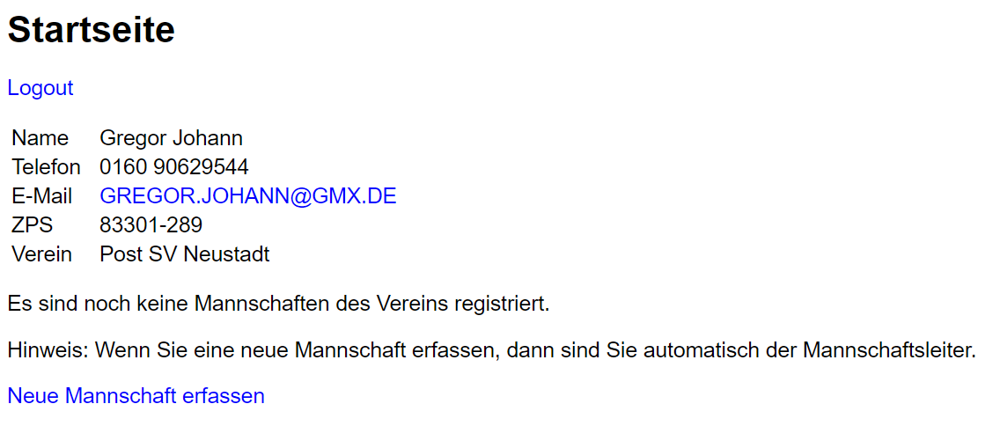 Startseite
Logout
Name Gregor Johann
Telefon 0160 90629544
E-Mail GREGOR.JOHANN@GMX.DE
ZPS 83301-289
Verein Post SV Neustadt
Es sind noch keine Mannschaften des Vereins registriert.
Hinweis: Wenn Sie eine neue Mannschaft erfassen, dann sind Sie automatisch der Mannschaftsleiter.
Neue Mannschaft erfassen